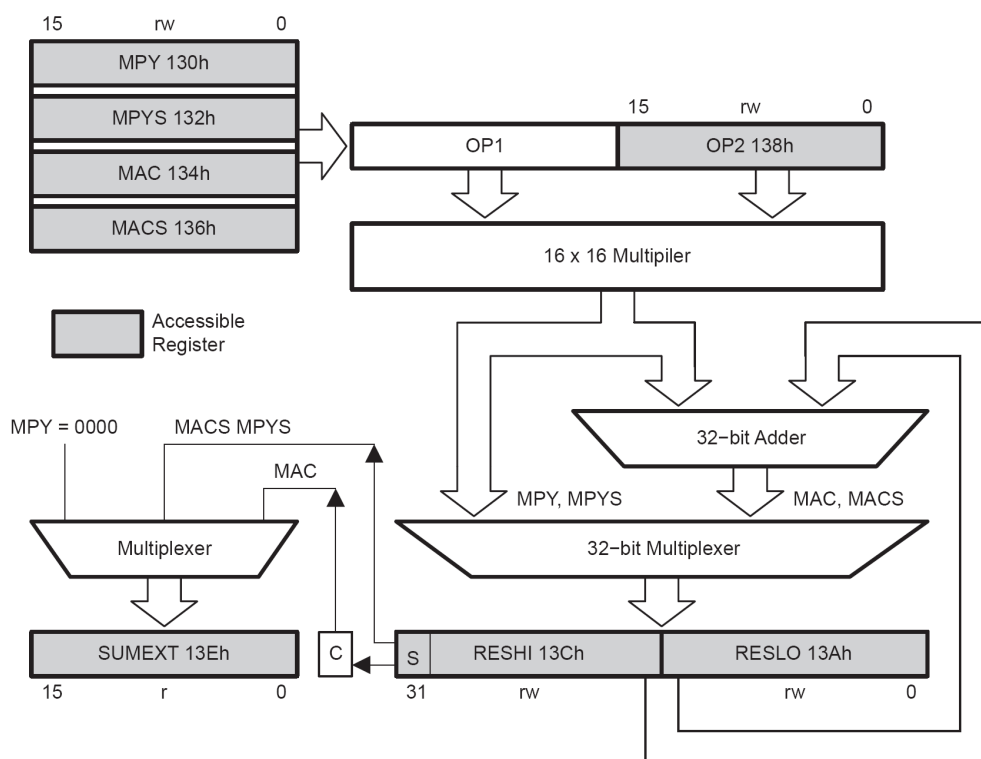 15 rw 0
MPY 130h
MPYS 132h
MAC 134h
MACS 136h
15 rw 0
OP1
OP2 138h
16 x 16 Multipiler
Accessible
Register
32−bit Adder
MPY = 0000
MACS MPYS
MAC
MPY, MPYS
MAC, MACS
Multiplexer
32−bit Multiplexer
SUMEXT 13Eh
C
S
RESHI 13Ch
RESLO 13Ah
15 r 0
31 rw
rw 0